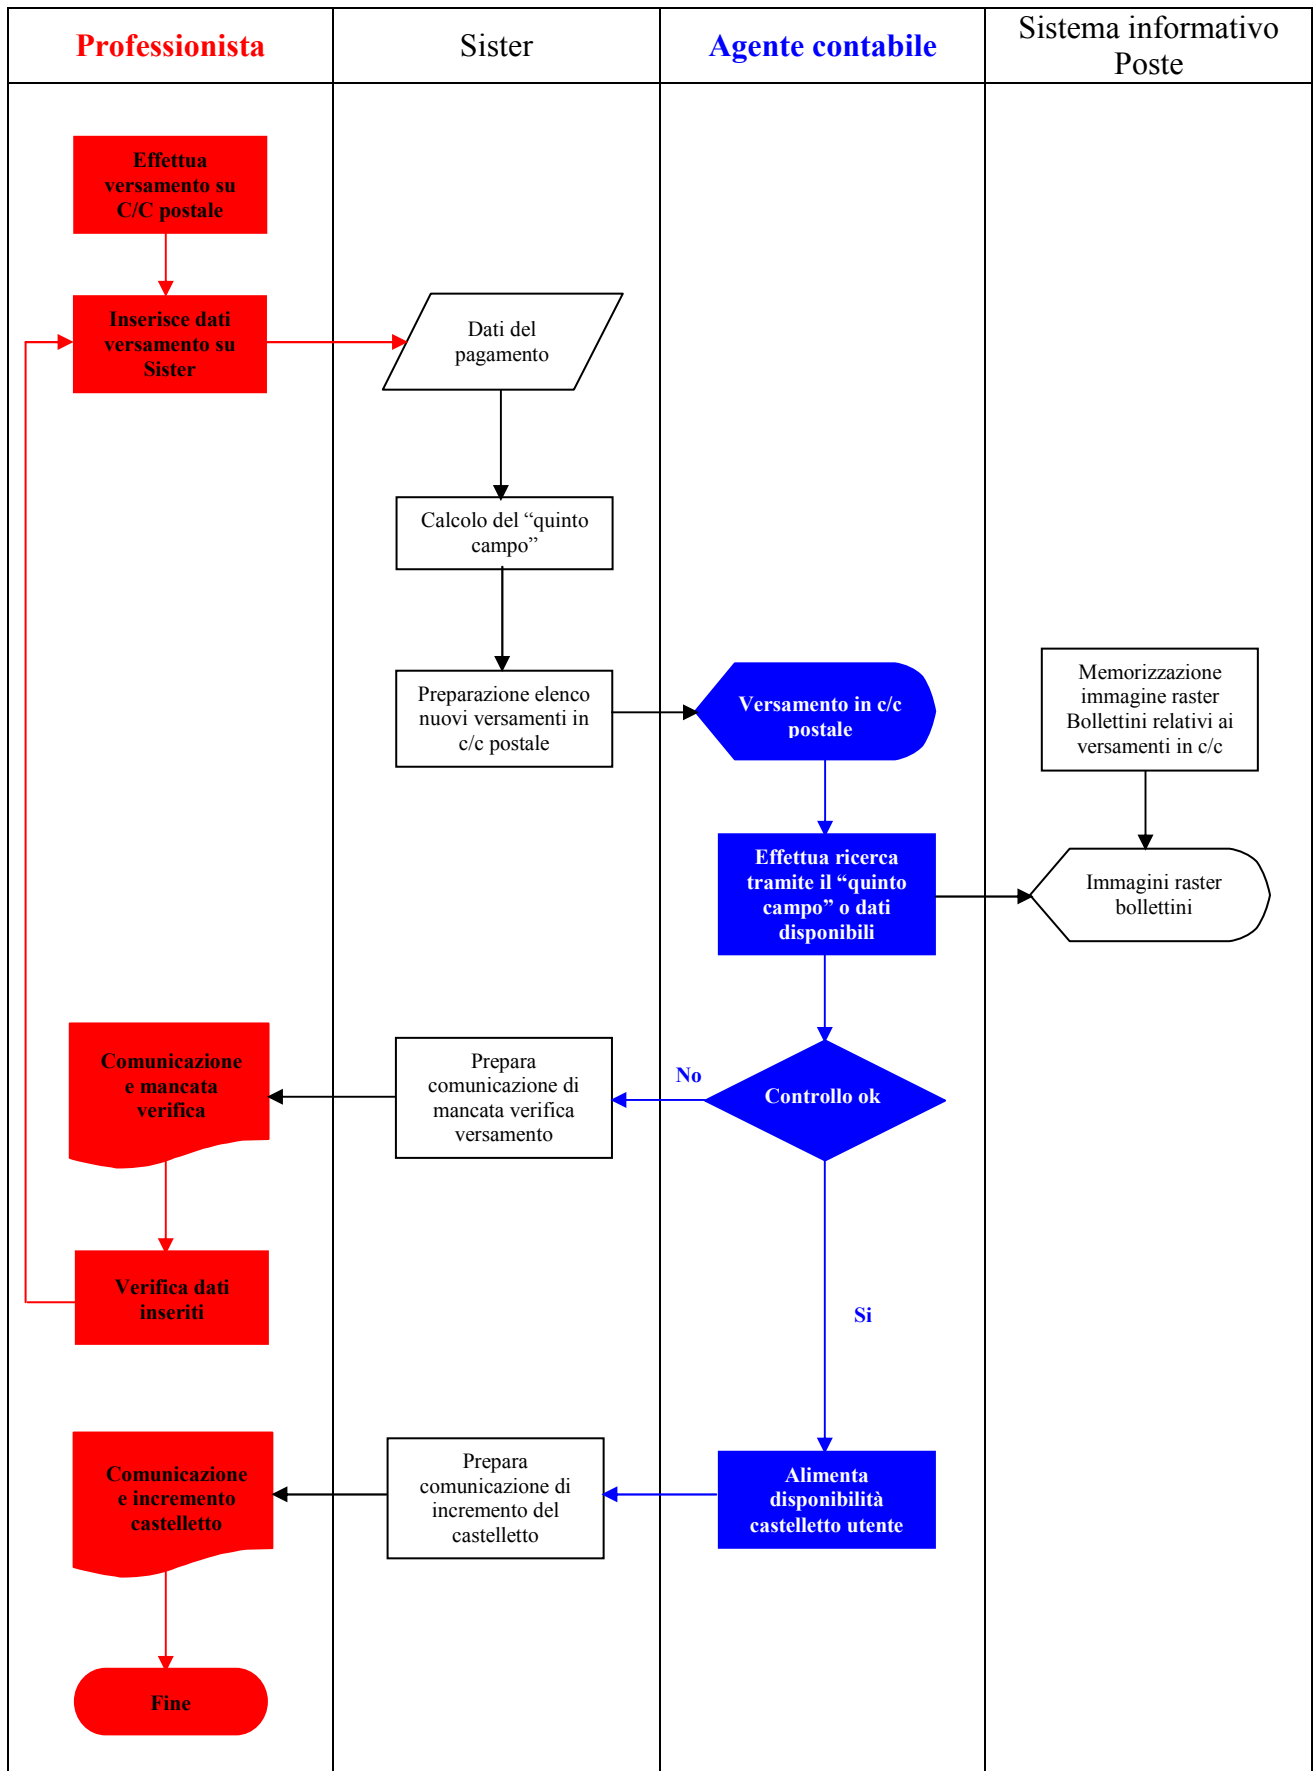 Professionista
Sister
Agente contabile
Sistema informativo
Poste
Effettua
versamento su
C/C postale
Inserisce dati
versamento su
Sister
Dati del
pagamento
Calcolo del “quinto
campo”
Preparazione elenco
nuovi versamenti in
c/c postale
Versamento in c/c
postale
Memorizzazione
immagine raster
Bollettini relativi ai
versamenti in c/c
Effettua ricerca
tramite il “quinto
campo” o dati
disponibili
Immagini raster
bollettini
Comunicazione
e mancata
verifica
Prepara
comunicazione di
mancata verifica
versamento
No
Controllo ok
Verifica dati
inseriti
Si
Comunicazione
e incremento
castelletto
Prepara
comunicazione di
incremento del
castelletto
Alimenta
disponibilità
castelletto utente
Fine